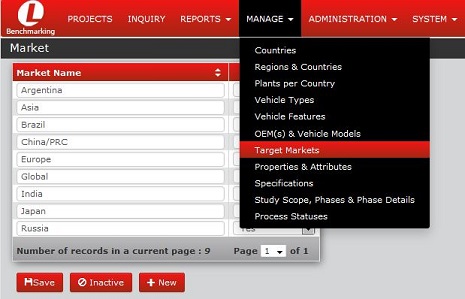 L
Benchmarking
PROJECTS INQUIRY REPORTS MANAGE ADMINISTRATION SYSTEM
Market
Countries
Regions & Countries
Plants per Country
Vehicle Types
Vehicle Features
OEM(s) & Vehicle Models
Target Markets
Properties & Attributes
Specifications
Study Scope, Phases & Phase Details
Process Statuses
Market Name
Argentina
Asia
Brazil
China/PRC
Europe
Global
India
Japan
Russia Yes
Number of records in a current page : 9 Page 1 of 1
Save Inactive New